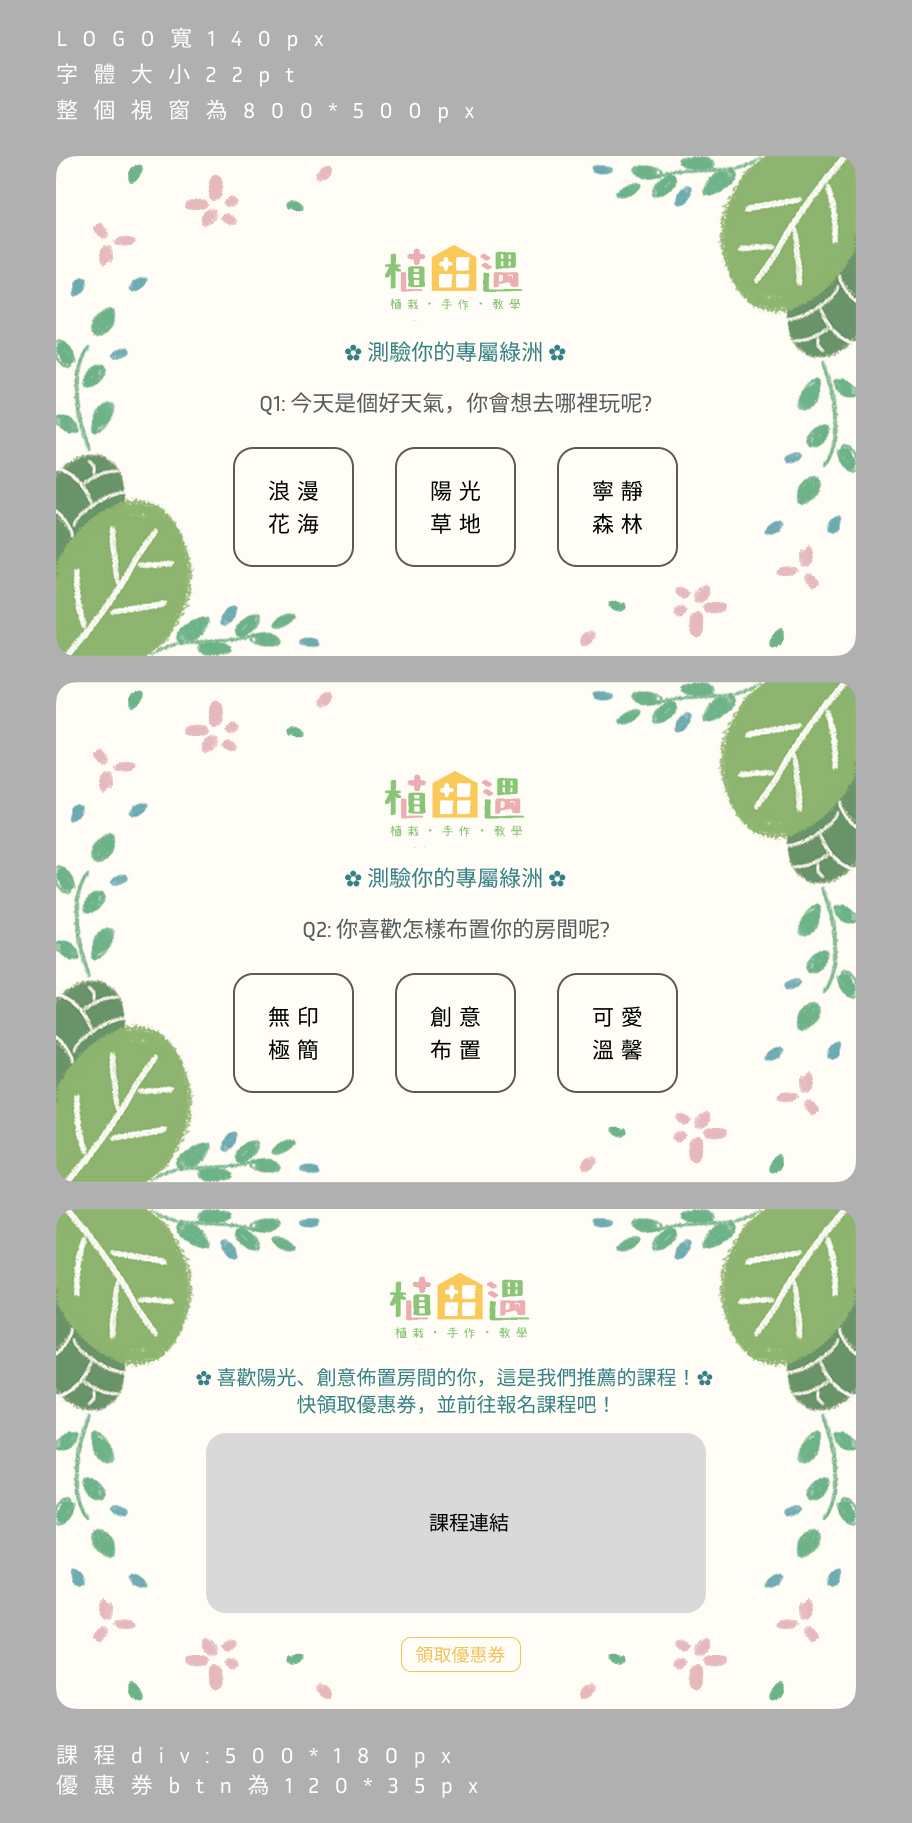 LOGO寬140px
字體大小22pt
整個視窗為800*500px
植田遇
植栽・手作・教學
✿ 測驗你的專屬綠洲 ✿
Q1: 今天是個好天氣，你會想去哪裡玩呢?
浪漫
花海
陽光
草地
寧靜
森林
植田遇
植栽・手作・教學
✿ 測驗你的專屬綠洲 ✿
Q2: 你喜歡怎樣布置你的房間呢?
無印
極簡
創意
布置
可愛
溫馨
植田遇
植栽・手作・教學
✿ 喜歡陽光、創意佈置房間的你，這是我們推薦的課程！✿
快領取優惠券，並前往報名課程吧！
課程連結
領取優惠券
課程div:500*180px
優惠券btn為120*35px